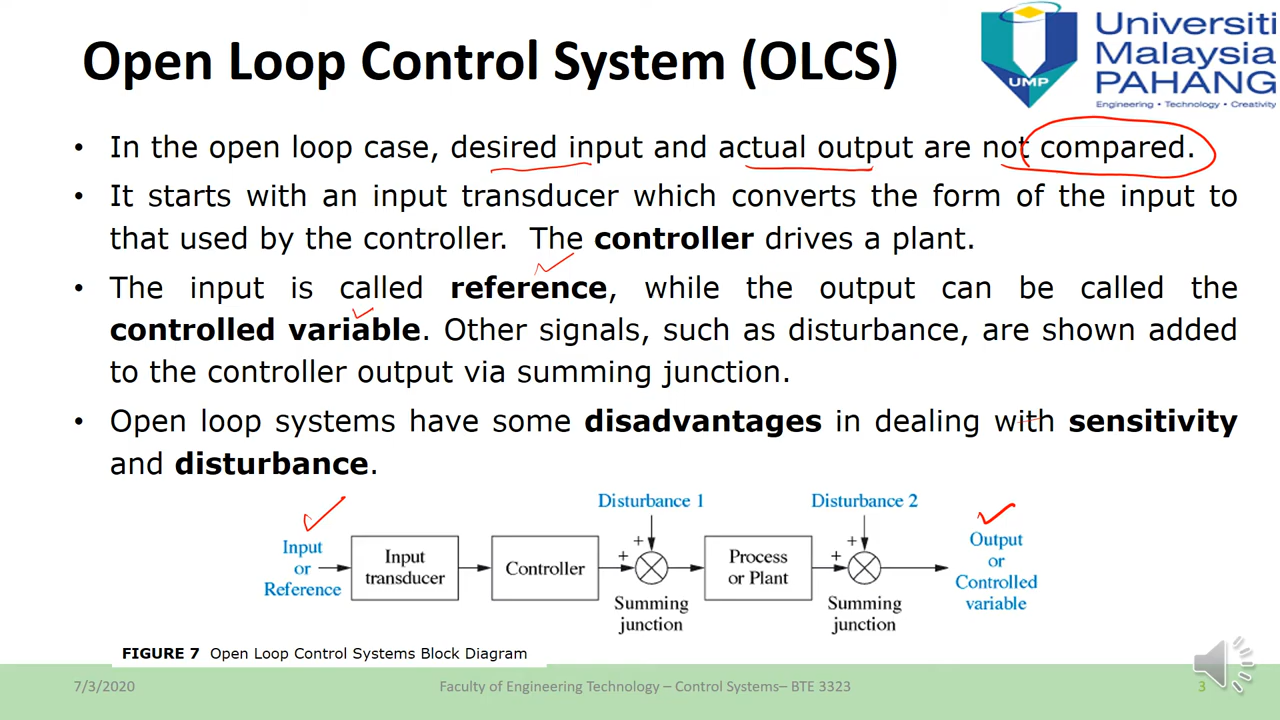 Open Loop Control System (OLCS)
UMP
Universiti
Malaysia
PAHANG
Engineering • Technology • Creativity
• In the open loop case, desired input and actual output are not compared.
• It starts with an input transducer which converts the form of the input to
that used by the controller. The controller drives a plant.
• The input is called reference, while the output can be called the
controlled variable. Other signals, such as disturbance, are shown added
to the controller output via summing junction.
• Open loop systems have some disadvantages in dealing with sensitivity
and disturbance.
Disturbance 1
Disturbance 2
Input
or
Reference
Input
transducer
Controller
+
+
Summing
junction
Process
or Plant
+
+
Summing
junction
Output
or
Controlled
variable
FIGURE 7 Open Loop Control Systems Block Diagram
7/3/2020
Faculty of Engineering Technology – Control Systems– BTE 3323
3